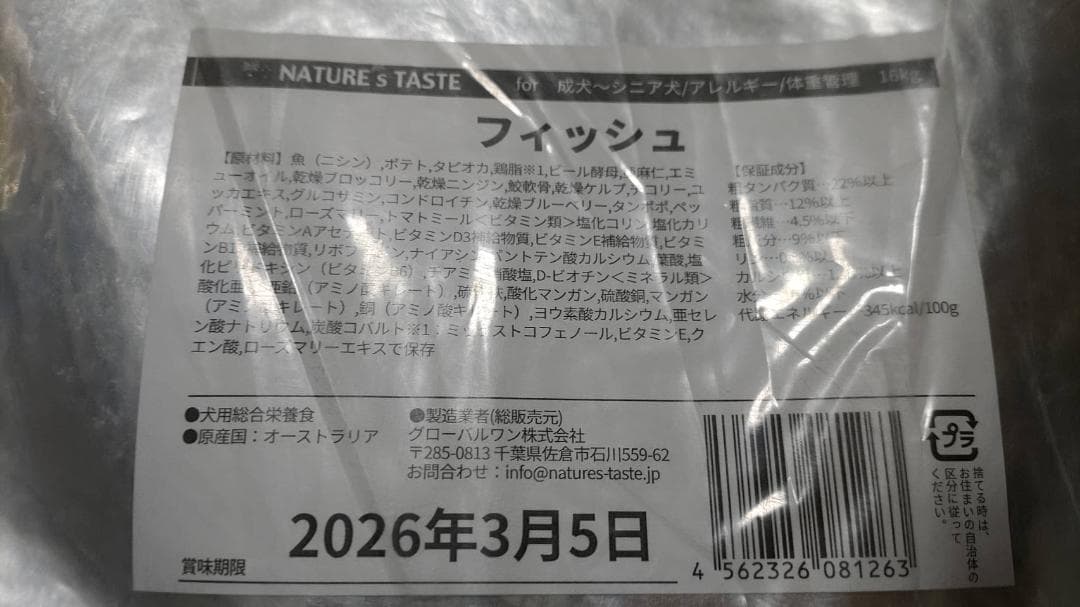 NATURE's TASTE for 成犬～シニア犬/アレルギー/体重管理 16kg
フィッシュ
【原材料】魚（ニシン）,ポテト,タピオカ,鶏脂※1,ビール酵母,亜麻仁,エミ
ューオイル,乾燥ブロッコリー,乾燥ニンジン,鮫軟骨,乾燥ケルプ,チコリー,ユ
ッカエキス,グルコサミン,コンドロイチン,乾燥ブルーベリー,タンポポ,ペッ
パーミント,ローズマリー,トマトミール＜ビタミン類＞塩化コリン,塩化カリ
ウム,ビタミンAアセテート,ビタミンD3補給物質,ビタミンE補給物質,ビタミ
ンB12補給物質,リボフラビン,ナイアシン,パントテン酸カルシウム,葉酸,塩
化ピリドキシン（ビタミンB6）,チアミン硝酸塩,D-ビオチン＜ミネラル類＞
酸化亜鉛,亜鉛（アミノ酸キレート）,硫酸鉄,酸化マンガン,硫酸銅,マンガン
（アミノ酸キレート）,銅（アミノ酸キレート）,ヨウ素酸カルシウム,亜セレ
ン酸ナトリウム,炭酸コバルト※1：ミックストコフェノール,ビタミンE,ク
エン酸,ローズマリーエキスで保存
【保証成分】
粗タンパク質…22%以上
粗脂質…12%以上
粗繊維…4.5%以下
粗灰分…9%以下
リン…
カルシウム…
水分…
代謝エネルギー…345kcal/100g
●犬用総合栄養食
●原産国：オーストラリア
●製造業者(総販売元)
グローバルワン株式会社
〒285-0813 千葉県佐倉市石川559-62
お問合わせ：info@natures-taste.jp
賞味期限 2026年3月5日
4 562326 081263
プラ
捨てる時は、
お住まいの自治体の
区分に従って
ください。